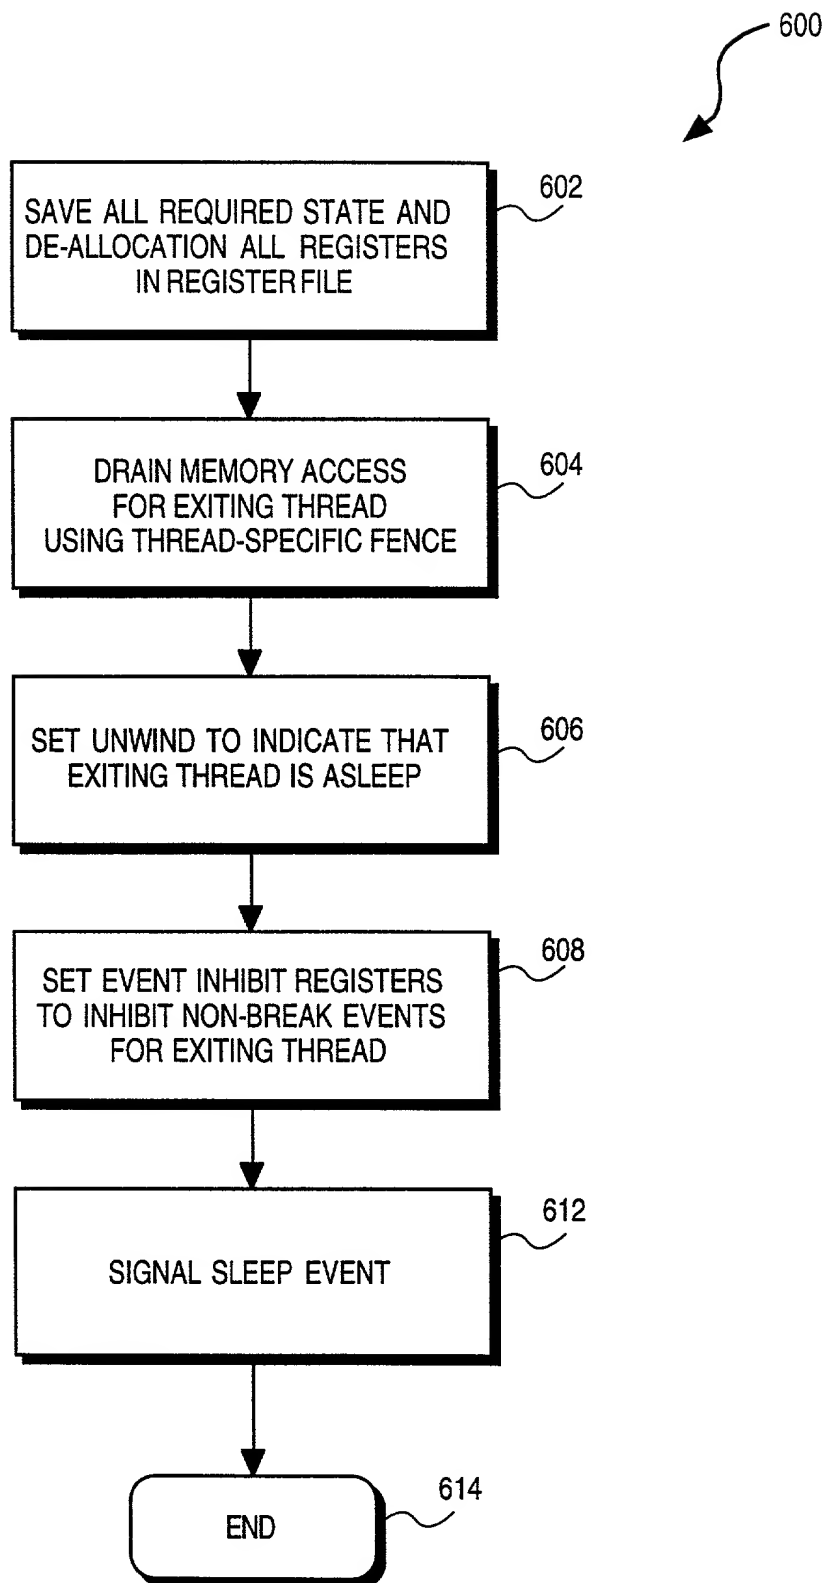 600
602
SAVE ALL REQUIRED STATE AND
DE-ALLOCATION ALL REGISTERS
IN REGISTER FILE
604
DRAIN MEMORY ACCESS
FOR EXITING THREAD
USING THREAD-SPECIFIC FENCE
606
SET UNWIND TO INDICATE THAT
EXITING THREAD IS ASLEEP
608
SET EVENT INHIBIT REGISTERS
TO INHIBIT NON-BREAK EVENTS
FOR EXITING THREAD
612
SIGNAL SLEEP EVENT
614
END